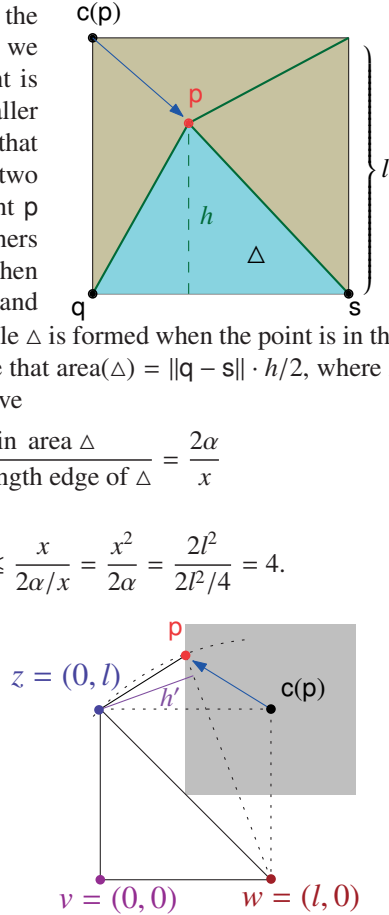 the
c(p)
we
nt is
p
aller
that
two
l
nt p
h
ners
△
hen
q
s
and
le △ is formed when the point is in th
e that area(△) = ‖q − s‖ · h/2, where
ve
in area △
ngth edge of △
= 2α
x
≤ x / 2α/x = x² / 2α = 2l² / 2l²/4 = 4.
p
z = (0, l)
c(p)
h′
v = (0, 0)
w = (l, 0)